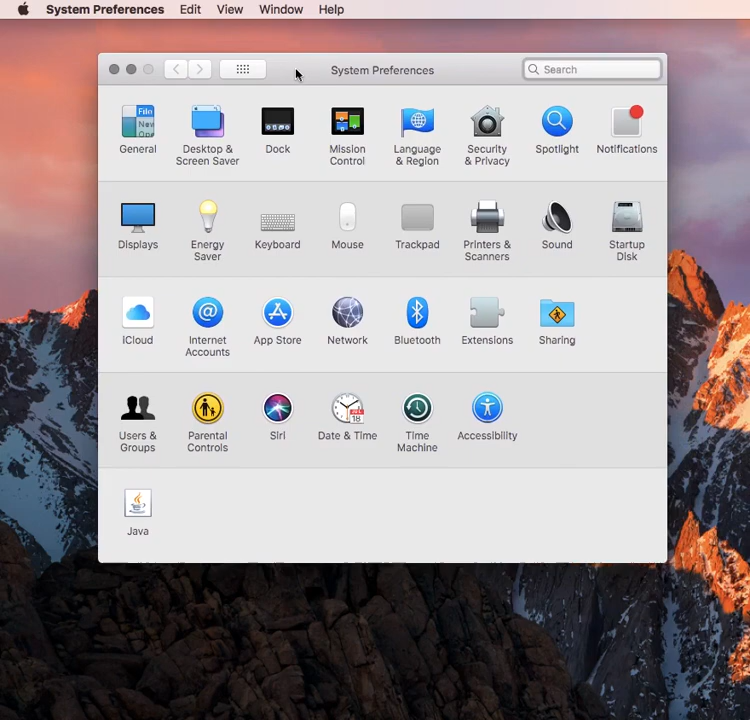 System Preferences Edit View Window Help
System Preferences
Search
General
Desktop &
Screen Saver
Dock
Mission
Control
Language
& Region
Security
& Privacy
Spotlight
Notifications
Displays
Energy
Saver
Keyboard
Mouse
Trackpad
Printers &
Scanners
Sound
Startup
Disk
iCloud
Internet
Accounts
App Store
Network
Bluetooth
Extensions
Sharing
Users &
Groups
Parental
Controls
Siri
Date & Time
Time
Machine
Accessibility
Java